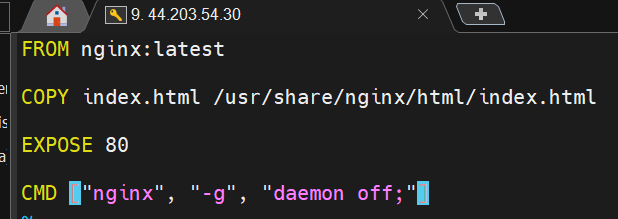 9. 44.203.54.30
FROM nginx:latest
COPY index.html /usr/share/nginx/html/index.html
EXPOSE 80
CMD ["nginx", "-g", "daemon off;"]